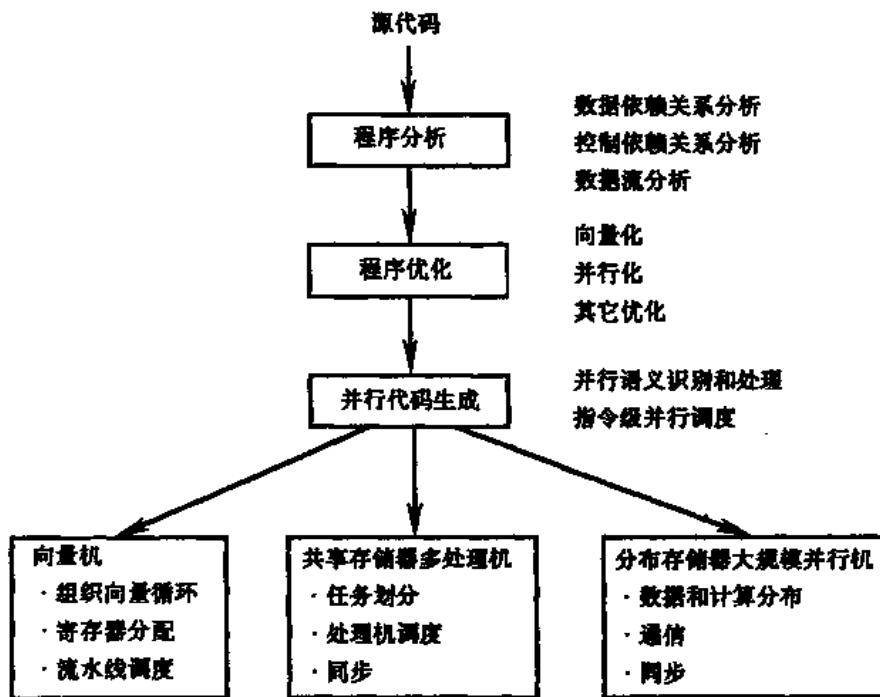 源代码
程序分析
数据依赖关系分析
控制依赖关系分析
数据流分析
程序优化
向量化
并行化
其它优化
并行代码生成
并行语义识别和处理
指令级并行调度
向量机
· 组织向量循环
· 寄存器分配
· 流水线调度
共享存储器多处理机
· 任务划分
· 处理机调度
· 同步
分布存储器大规模并行机
· 数据和计算分布
· 通信
· 同步